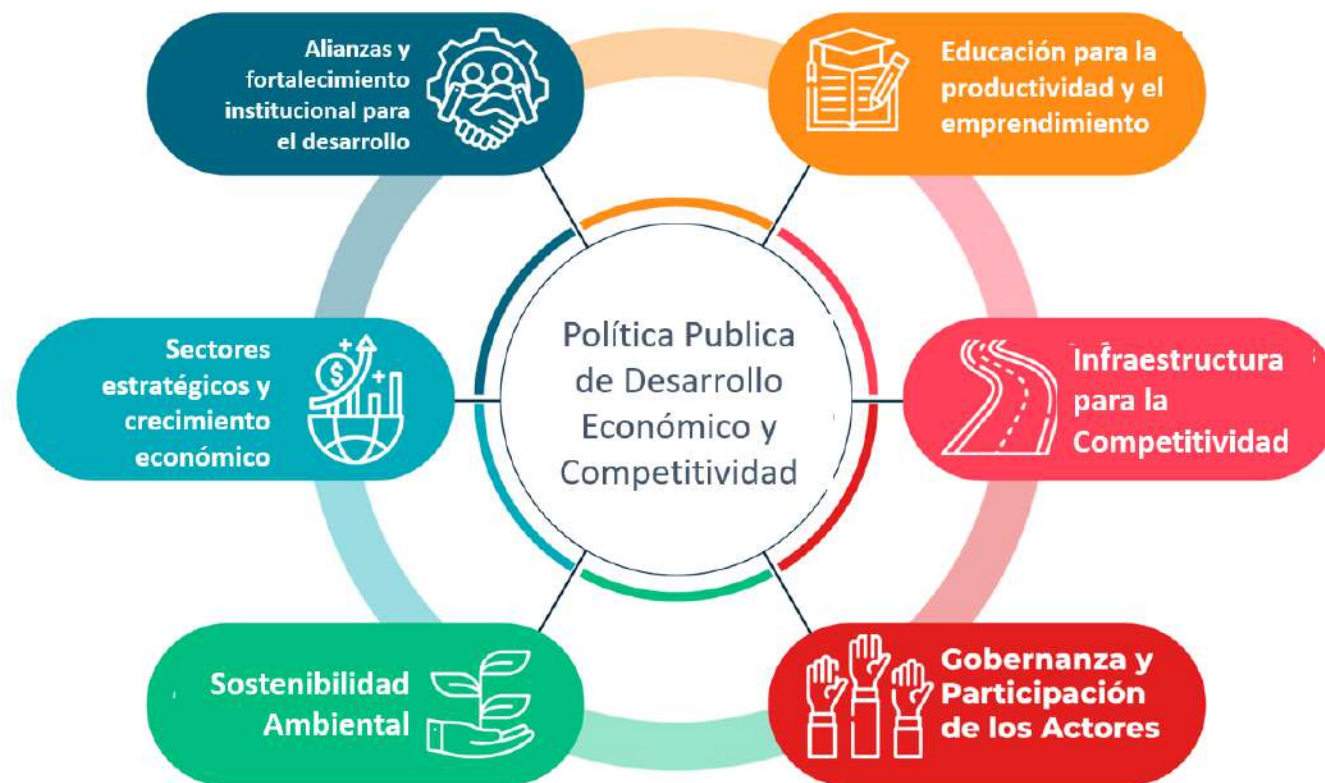 Alianzas y
fortalecimiento
institucional para
el desarrollo
Educación para la
productividad y el
emprendimiento
Sectores
estratégicos y
crecimiento
económico
Política Publica
de Desarrollo
Económico y
Competitividad
Infraestructura
para la
Competitividad
Sostenibilidad
Ambiental
Gobernanza y
Participación
de los Actores